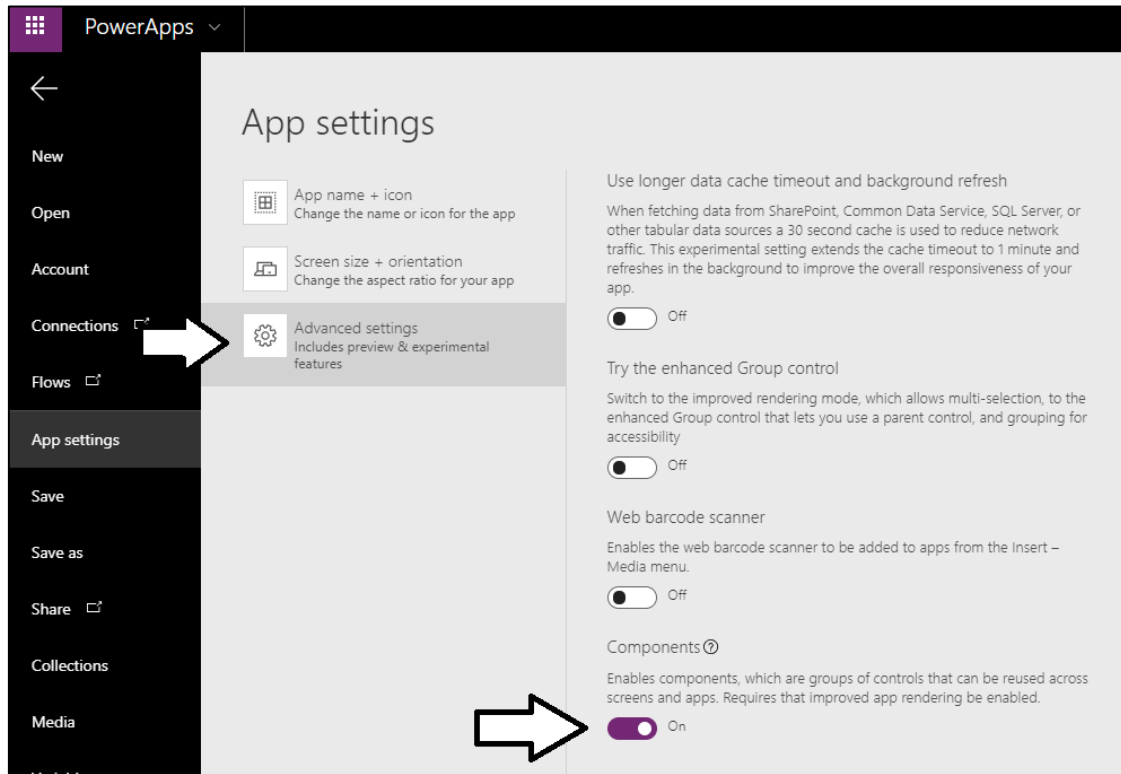 PowerApps
New
Open
Account
Connections
Flows
App settings
Save
Save as
Share
Collections
Media
App settings
App name + icon
Change the name or icon for the app
Screen size + orientation
Change the aspect ratio for your app
Advanced settings
Includes preview & experimental
features
Use longer data cache timeout and background refresh
When fetching data from SharePoint, Common Data Service, SQL Server, or
other tabular data sources a 30 second cache is used to reduce network
traffic. This experimental setting extends the cache timeout to 1 minute and
refreshes in the background to improve the overall responsiveness of your
app.
Off
Try the enhanced Group control
Switch to the improved rendering mode, which allows multi-selection, to the
enhanced Group control that lets you use a parent control, and grouping for
accessibility
Off
Web barcode scanner
Enables the web barcode scanner to be added to apps from the Insert –
Media menu.
Off
Components
Enables components, which are groups of controls that can be reused across
screens and apps. Requires that improved app rendering be enabled.
On